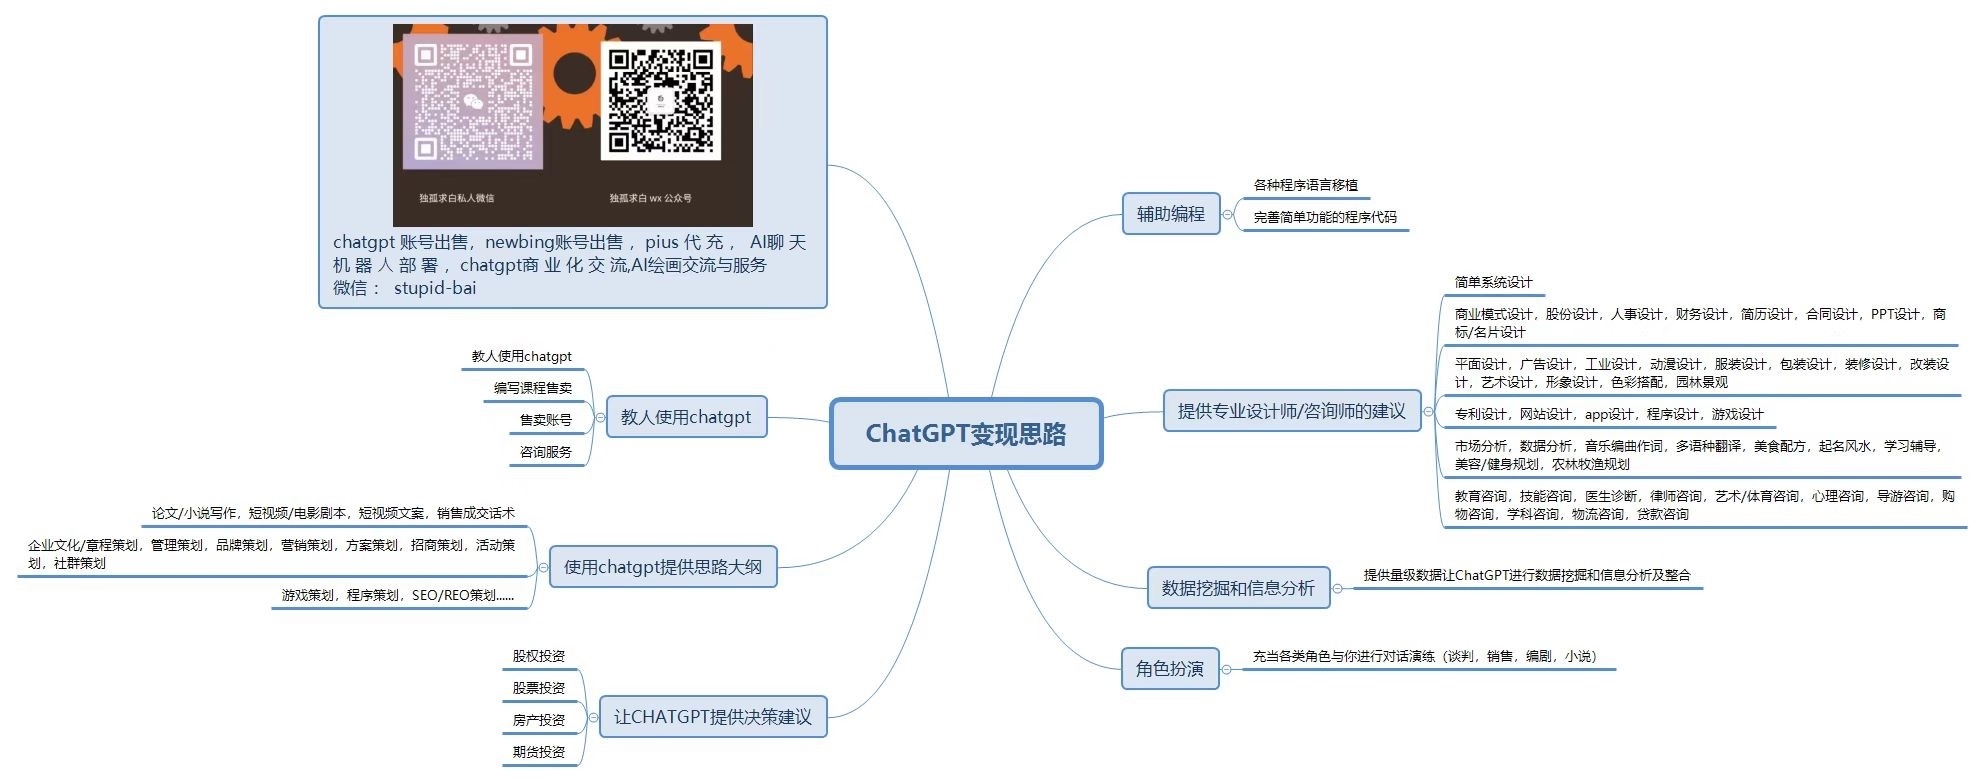 独孤求白私人微信
独孤求白 wx 公众号
chatgpt 账号出售，newbing账号出售 ，pius 代 充 ， AI聊 天
机 器 人 部 署 ，chatgpt商 业 化 交 流,AI绘画交流与服务
微信： stupid-bai
教人使用chatgpt
编写课程售卖
售卖账号
咨询服务
教人使用chatgpt
论文/小说写作，短视频/电影剧本，短视频文案，销售成交话术
企业文化/章程策划，管理策划，品牌策划，营销策划，方案策划，招商策划，活动策
划，社群策划
游戏策划，程序策划，SEO/REO策划......
使用chatgpt提供思路大纲
股权投资
股票投资
房产投资
期货投资
让CHATGPT提供决策建议
ChatGPT变现思路
辅助编程
各种程序语言移植
完善简单功能的程序代码
提供专业设计师/咨询师的建议
简单系统设计
商业模式设计，股份设计，人事设计，财务设计，简历设计，合同设计，PPT设计，商
标/名片设计
平面设计，广告设计，工业设计，动漫设计，服装设计，包装设计，装修设计，改装设
计，艺术设计，形象设计，色彩搭配，园林景观
专利设计，网站设计，app设计，程序设计，游戏设计
市场分析，数据分析，音乐编曲作词，多语种翻译，美食配方，起名风水，学习辅导，
美容/健身规划，农林牧渔规划
教育咨询，技能咨询，医生诊断，律师咨询，艺术/体育咨询，心理咨询，导游咨询，购
物咨询，学科咨询，物流咨询，贷款咨询
数据挖掘和信息分析
提供量级数据让ChatGPT进行数据挖掘和信息分析及整合
角色扮演
充当各类角色与你进行对话演练（谈判，销售，编剧，小说）